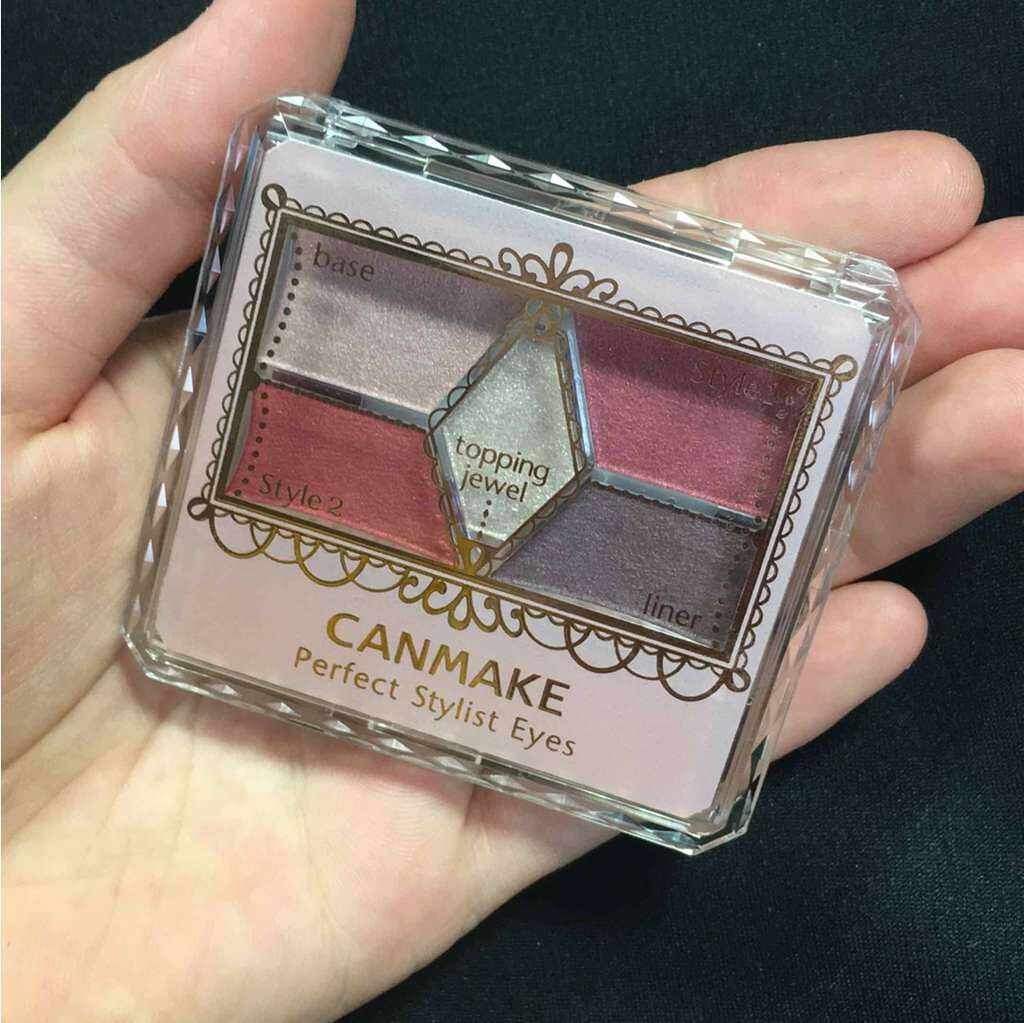 base
Style 1
topping
jewel
Style 2
liner
CANMAKE
Perfect Stylist Eyes